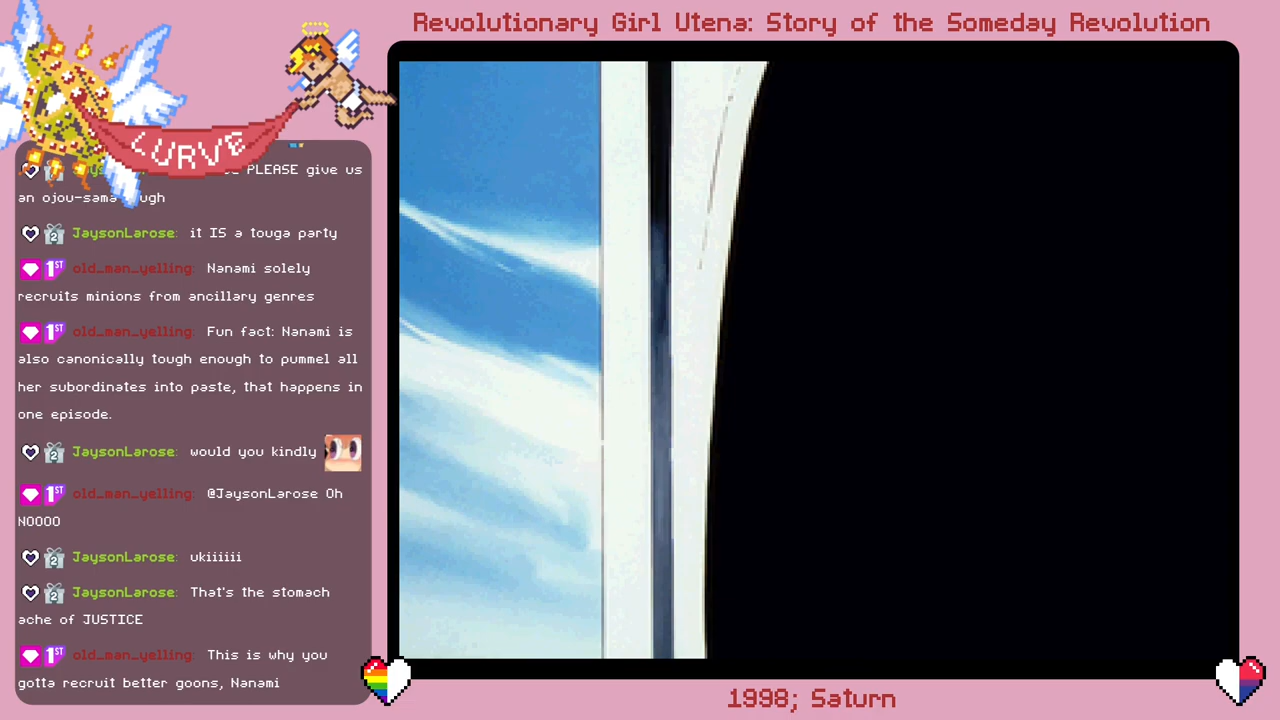 Revolutionary Girl Utena: Story of the Someday Revolution
LURVE
PLEASE give us
an ojou-sama
JaysonLarose: it IS a touga party
old_man_yelling: Nanami solely
recruits minions from ancillary genres
old_man_yelling: Fun fact: Nanami is
also canonically tough enough to pummel all
her subordinates into paste, that happens in
one episode.
JaysonLarose: would you kindly
old_man_yelling: @JaysonLarose Oh
NOOOO
JaysonLarose: ukiiiiii
JaysonLarose: That's the stomach
ache of JUSTICE
old_man_yelling: This is why you
gotta recruit better goons, Nanami
1998; Saturn